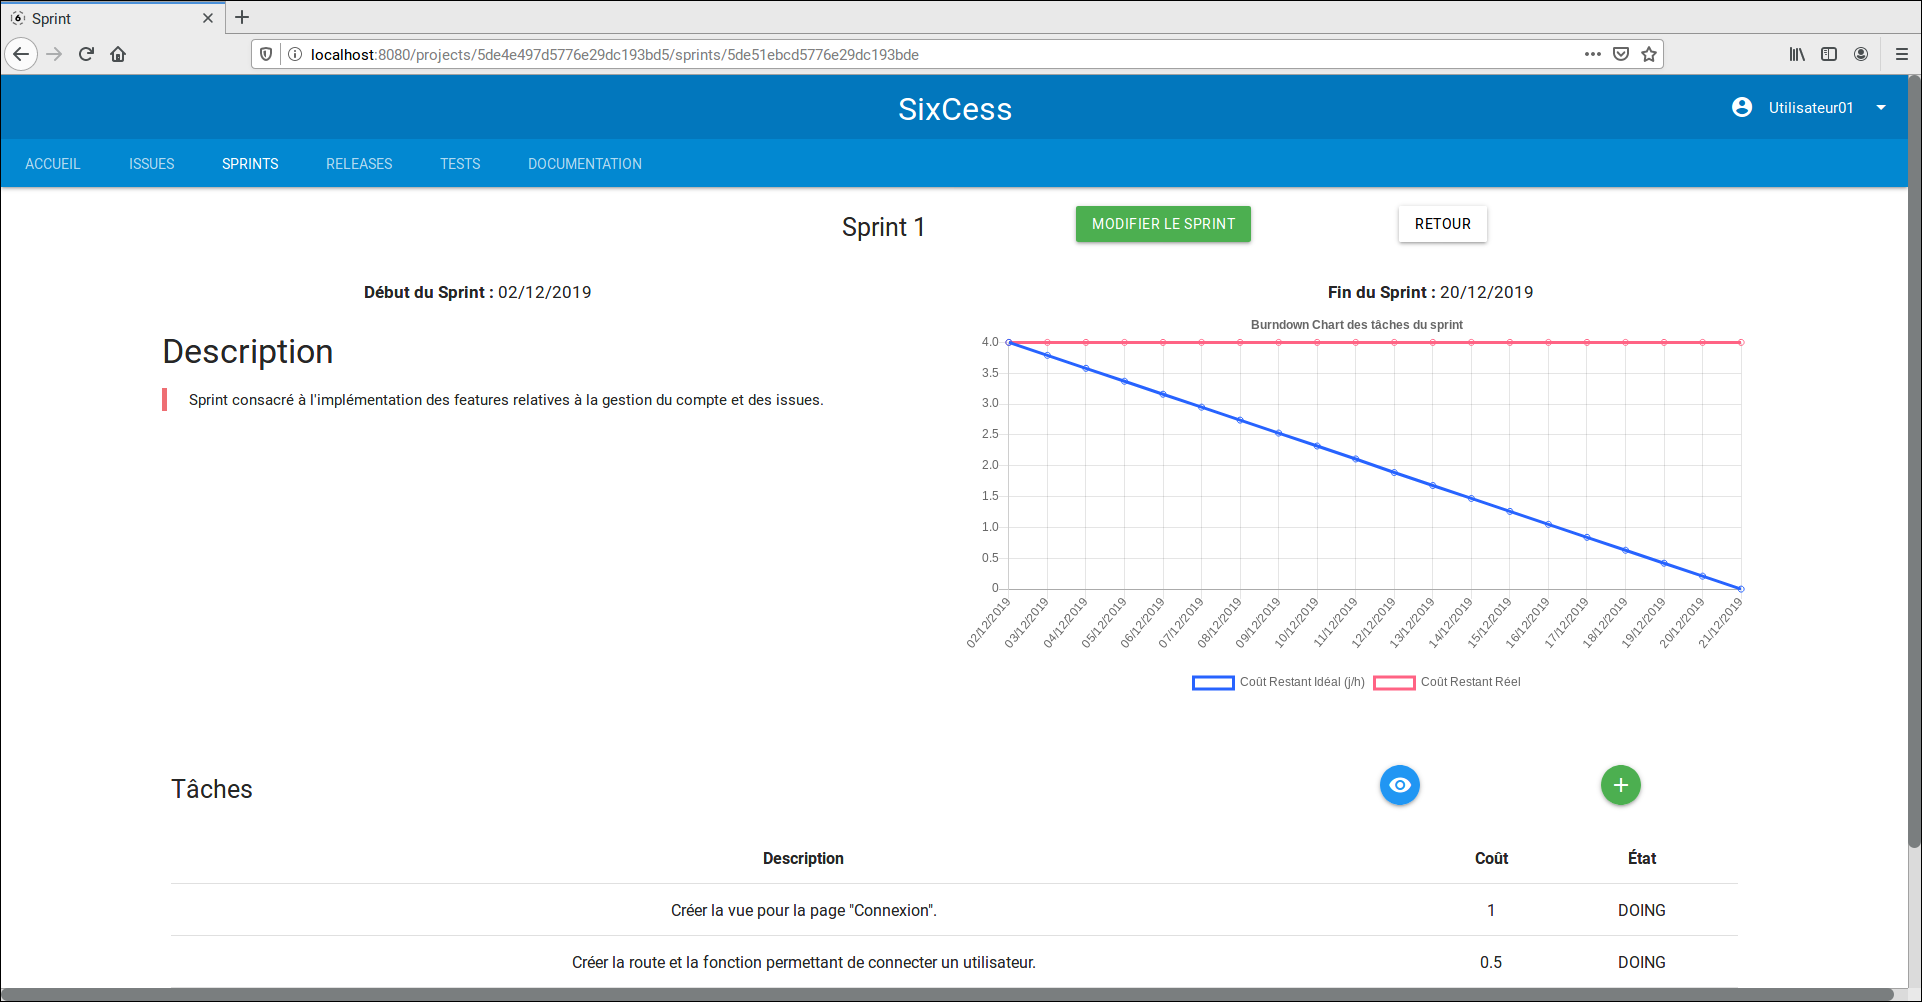 Sprint
localhost:8080/projects/5de4e497d5776e29dc193bd5/sprints/5de51ebcd5776e29dc193bde
SixCess
Utilisateur01
ACCUEIL ISSUES SPRINTS RELEASES TESTS DOCUMENTATION
Sprint 1 MODIFIER LE SPRINT RETOUR
Début du Sprint : 02/12/2019 Fin du Sprint : 20/12/2019
Description
Sprint consacré à l'implémentation des features relatives à la gestion du compte et des issues.
Burndown Chart des tâches du sprint
4.0
3.5
3.0
2.5
2.0
1.5
1.0
0.5
0
02/12/2019 03/12/2019 04/12/2019 05/12/2019 06/12/2019 07/12/2019 08/12/2019 09/12/2019 10/12/2019 11/12/2019 12/12/2019 13/12/2019 14/12/2019 15/12/2019 16/12/2019 17/12/2019 18/12/2019 19/12/2019 20/12/2019 21/12/2019
Coût Restant Idéal (j/h) Coût Restant Réel
Tâches
Description Coût État
Créer la vue pour la page "Connexion". 1 DOING
Créer la route et la fonction permettant de connecter un utilisateur. 0.5 DOING